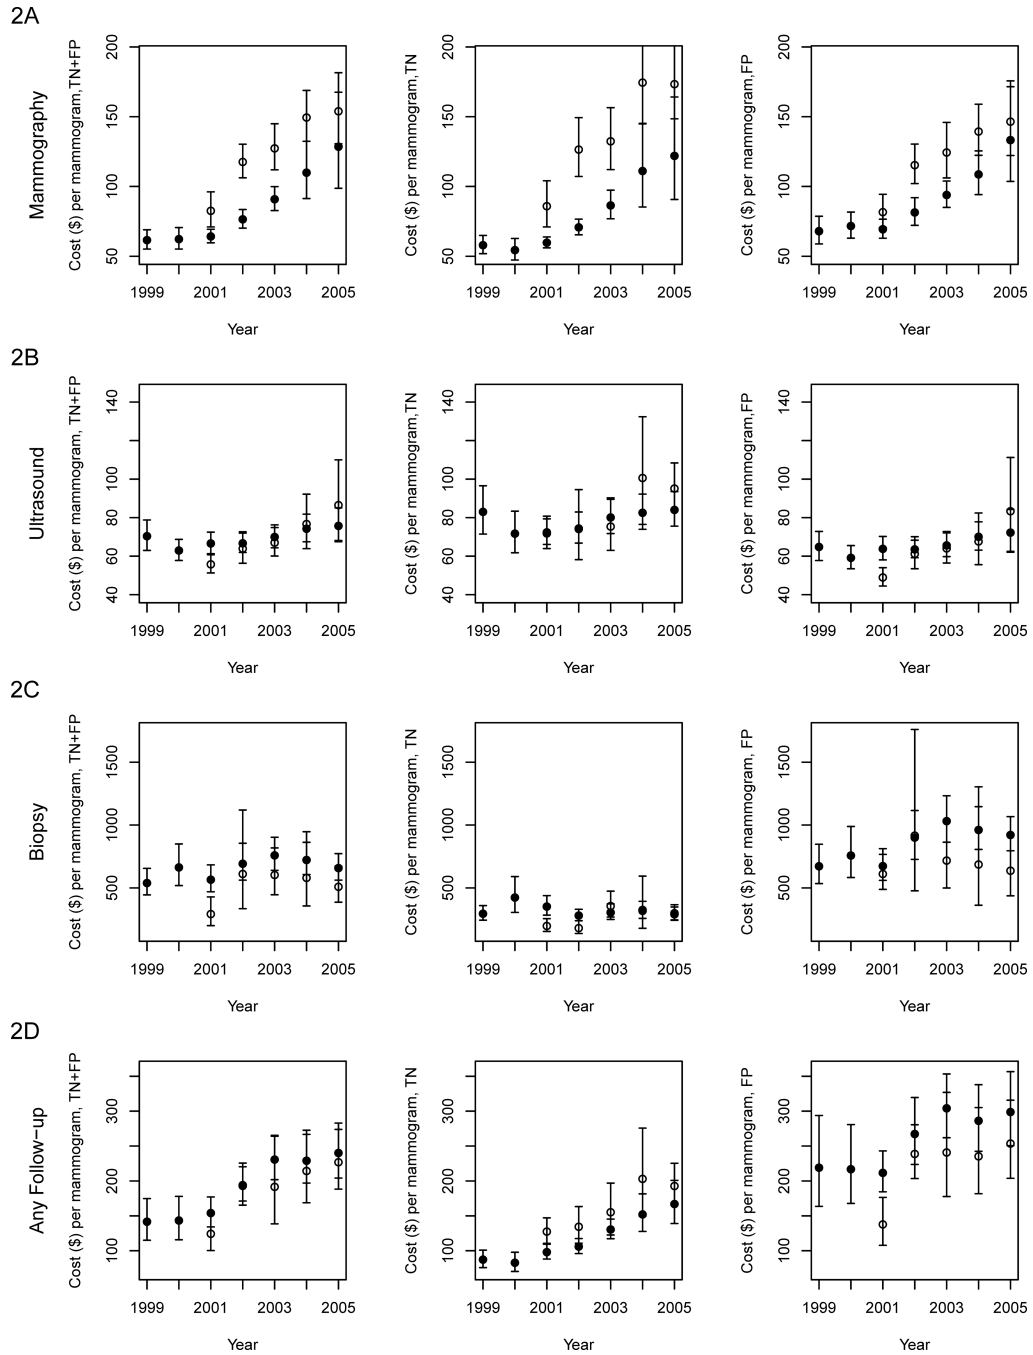 2A
Mammography
Cost ($) per mammogram,TN+FP
50 100 150 200
1999 2001 2003 2005
Year
Cost ($) per mammogram,TN
50 100 150 200
1999 2001 2003 2005
Year
Cost ($) per mammogram,FP
50 100 150 200
1999 2001 2003 2005
Year
2B
Ultrasound
Cost ($) per mammogram, TN+FP
40 60 80 100 140
1999 2001 2003 2005
Year
Cost ($) per mammogram,TN
40 60 80 100 140
1999 2001 2003 2005
Year
Cost ($) per mammogram,FP
40 60 80 100 140
1999 2001 2003 2005
Year
2C
Biopsy
Cost ($) per mammogram, TN+FP
500 1000 1500
1999 2001 2003 2005
Year
Cost ($) per mammogram, TN
500 1000 1500
1999 2001 2003 2005
Year
Cost ($) per mammogram, FP
500 1000 1500
1999 2001 2003 2005
Year
2D
Any Follow−up
Cost ($) per mammogram, TN+FP
100 200 300
1999 2001 2003 2005
Year
Cost ($) per mammogram, TN
100 200 300
1999 2001 2003 2005
Year
Cost ($) per mammogram, FP
100 200 300
1999 2001 2003 2005
Year